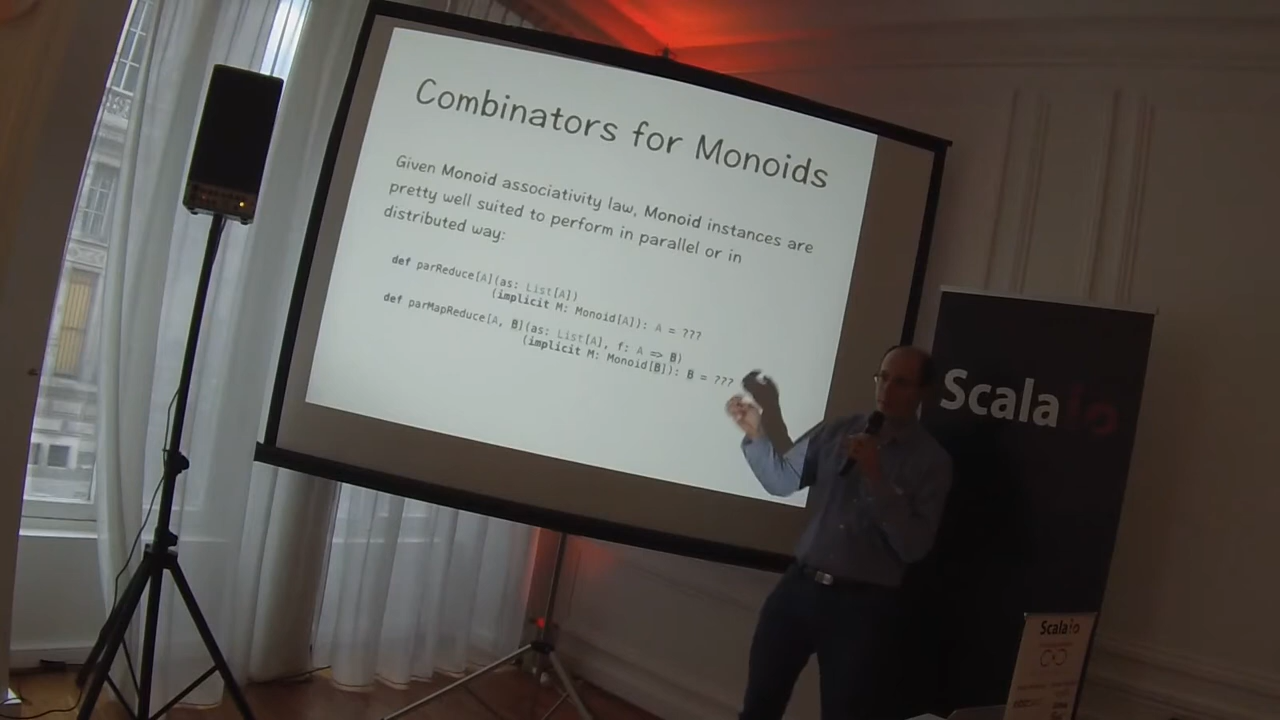 Combinators for Monoids
Given Monoid associativity law, Monoid instances are
pretty well suited to perform in parallel or in
distributed way:
def parReduce[A](as: List[A])
(implicit M: Monoid[A]): A = ???
def parMapReduce[A, B](as: List[A], f: A => B)
(implicit M: Monoid[B]): B = ???
Scala io
Scala io